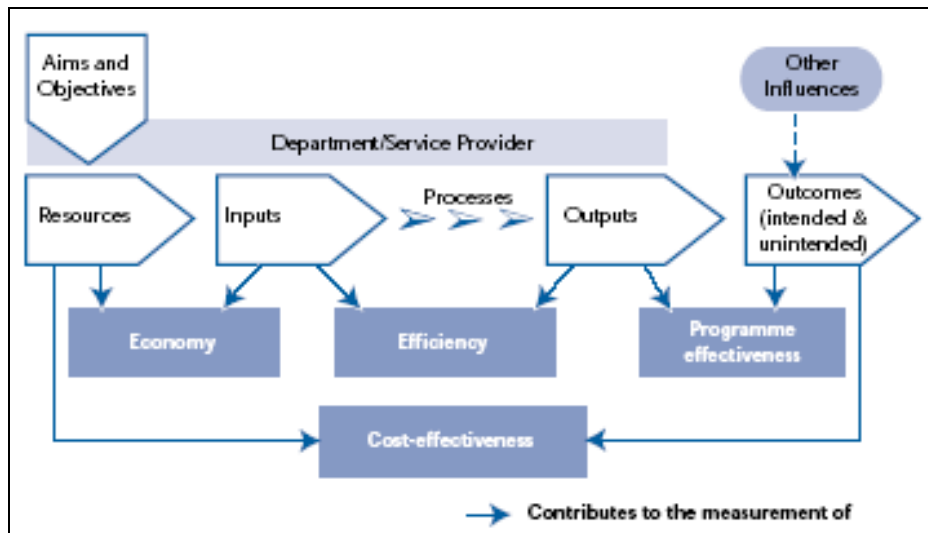 Aims and
Objectives
Other
Influences
Department/Service Provider
Resources
Inputs
Processes
Outputs
Outcomes
(intended &
unintended)
Economy
Efficiency
Programme
effectiveness
Cost-effectiveness
Contributes to the measurement of